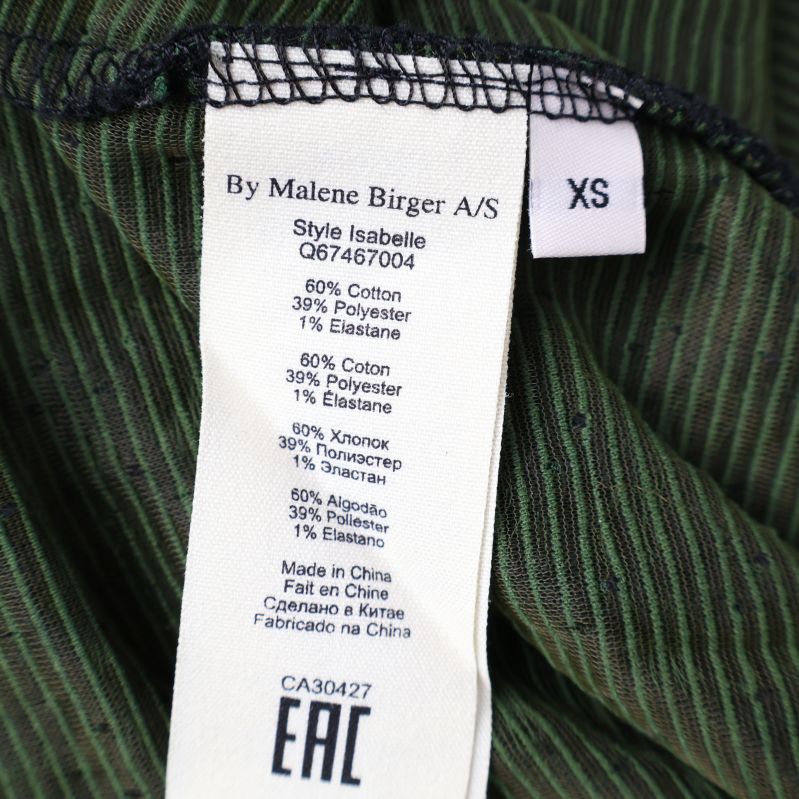 By Malene Birger A/S
XS
Style Isabelle
Q67467004
60% Cotton
39% Polyester
1% Elastane
60% Coton
39% Polyester
1% Élastane
60% Хлопок
39% Полиэстер
1% Эластан
60% Algodão
39% Poliester
1% Elastano
Made in China
Fait en Chine
Сделано в Китае
Fabricado na China
CA30427
EAC